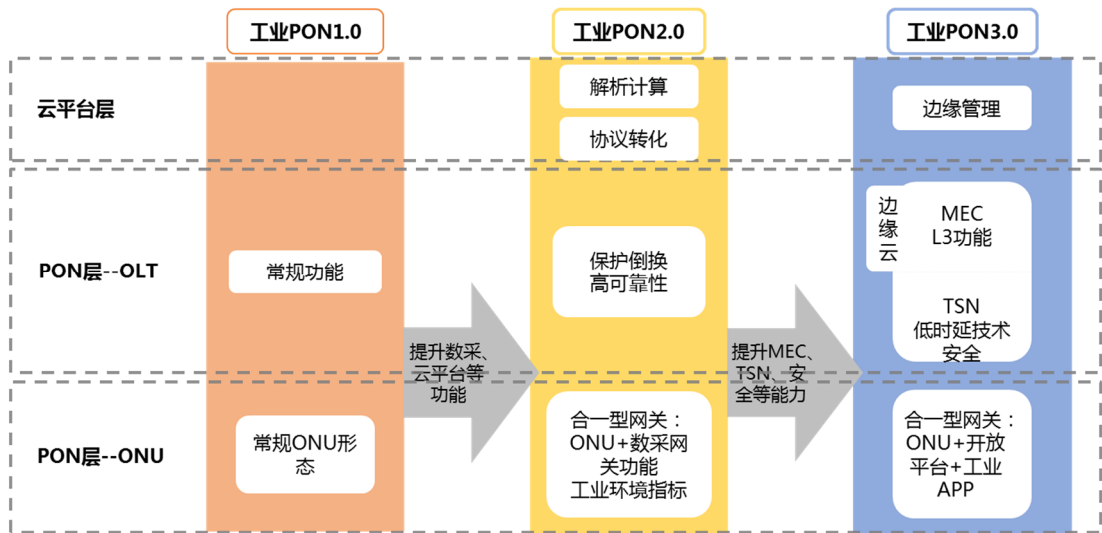 工业PON1.0
工业PON2.0
工业PON3.0
云平台层
解析计算
协议转化
边缘管理
PON层--OLT
常规功能
保护倒换
高可靠性
边
缘
云
MEC
L3功能
TSN
低时延技术
安全
提升数采、
云平台等
功能
提升MEC、
TSN、安
全等能力
PON层--ONU
常规ONU形
态
合一型网关：
ONU+数采网
关功能
工业环境指标
合一型网关：
ONU+开放
平台+工业
APP